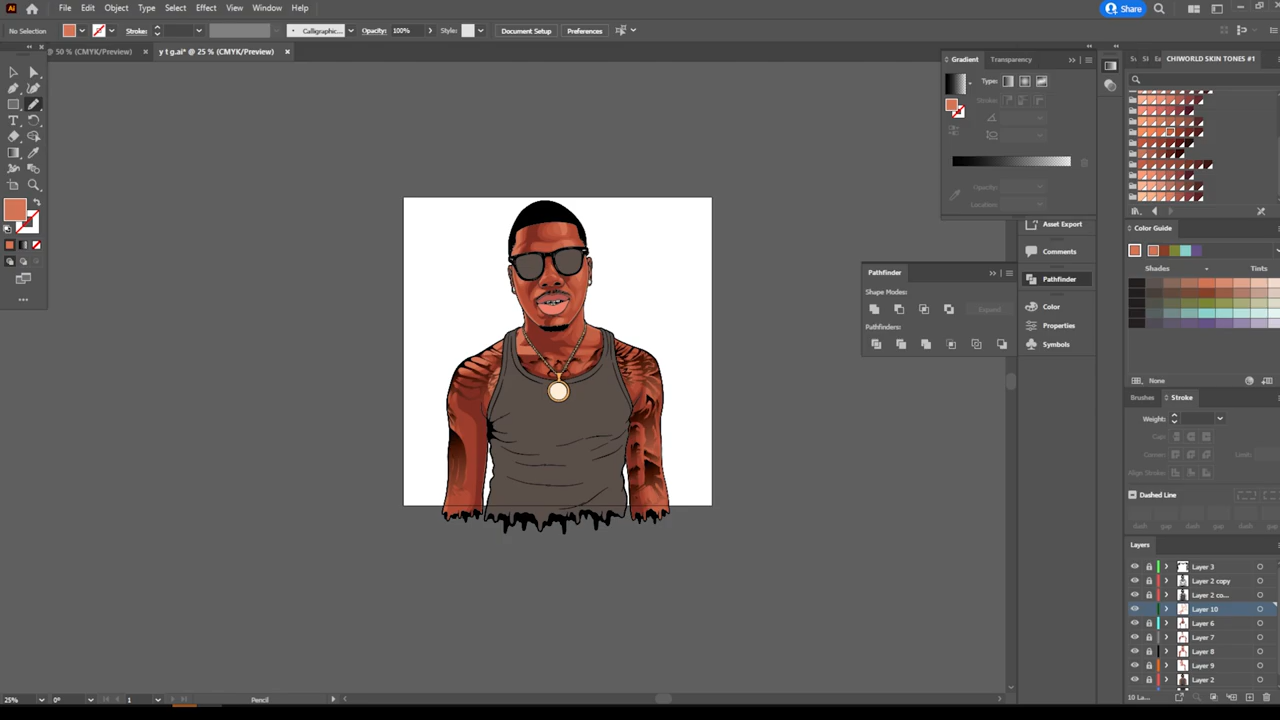 Ai File Edit Object Type Select Effect View Window Help Share
No Selection Stroke: Calligraphic... Opacity: 100% Style: Document Setup Preferences
@ 50 % (CMYK/Preview) × y t g.ai* @ 25 % (CMYK/Preview) ×
Gradient Transparency
Type:
Stroke:
Opacity:
Location:
CHIWORLD SKIN TONES #1
Asset Export
Comments
Pathfinder
Color
Properties
Symbols
Pathfinder
Shape Modes:
Expand
Pathfinders:
Color Guide
Shades Tints
None
Brushes Stroke
Weight:
Cap:
Corner: Limit:
Align Stroke:
Dashed Line
dash gap dash gap dash gap
Layers
Layer 3
Layer 2 copy
Layer 2 co...
Layer 10
Layer 6
Layer 7
Layer 8
Layer 9
Layer 2
10 La...
25% 0° 1 Pencil